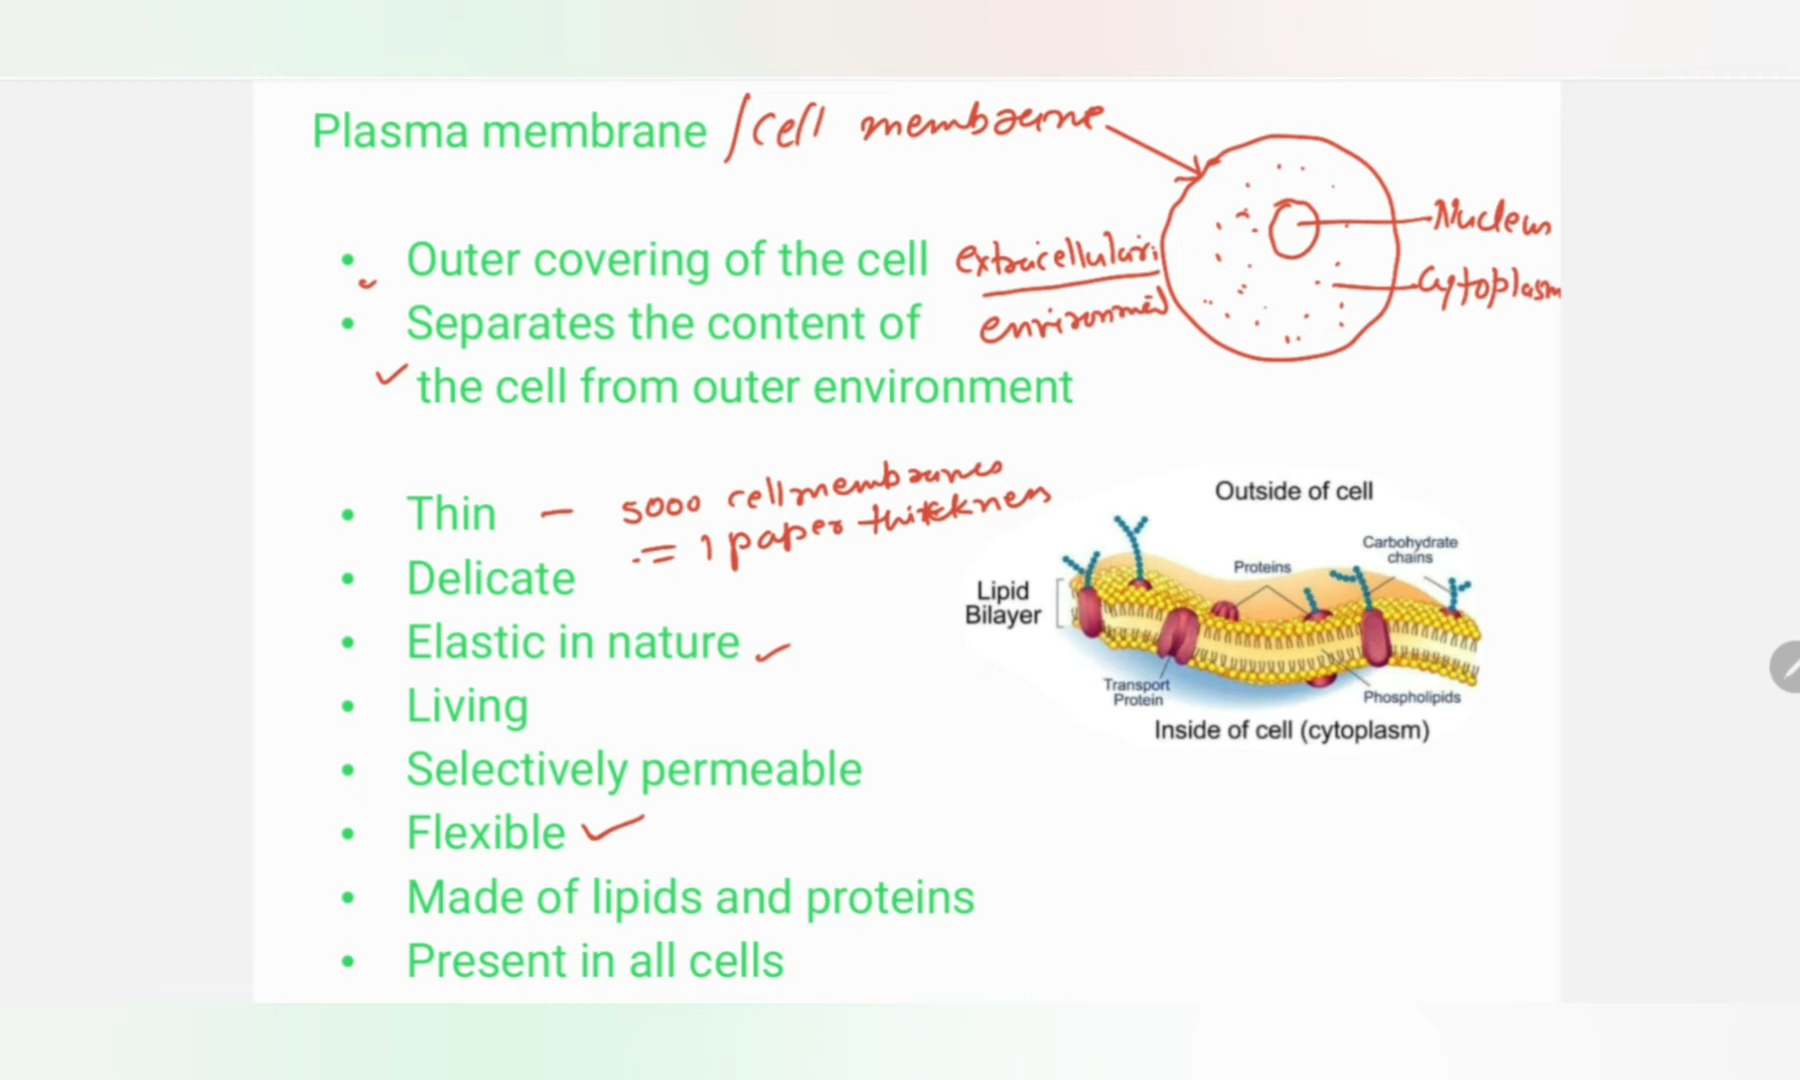 Plasma membrane / cell membrane
Nucleus
• Outer covering of the cell extracellular
Cytoplasm
• Separates the content of
the cell from outer environment
• Thin – 5000 cell membranes
= 1 paper thickness
• Delicate
• Elastic in nature
• Living
• Selectively permeable
• Flexible
• Made of lipids and proteins
• Present in all cells
Outside of cell
Carbohydrate
chains
Proteins
Lipid
Bilayer
Transport
Protein
Phospholipids
Inside of cell (cytoplasm)